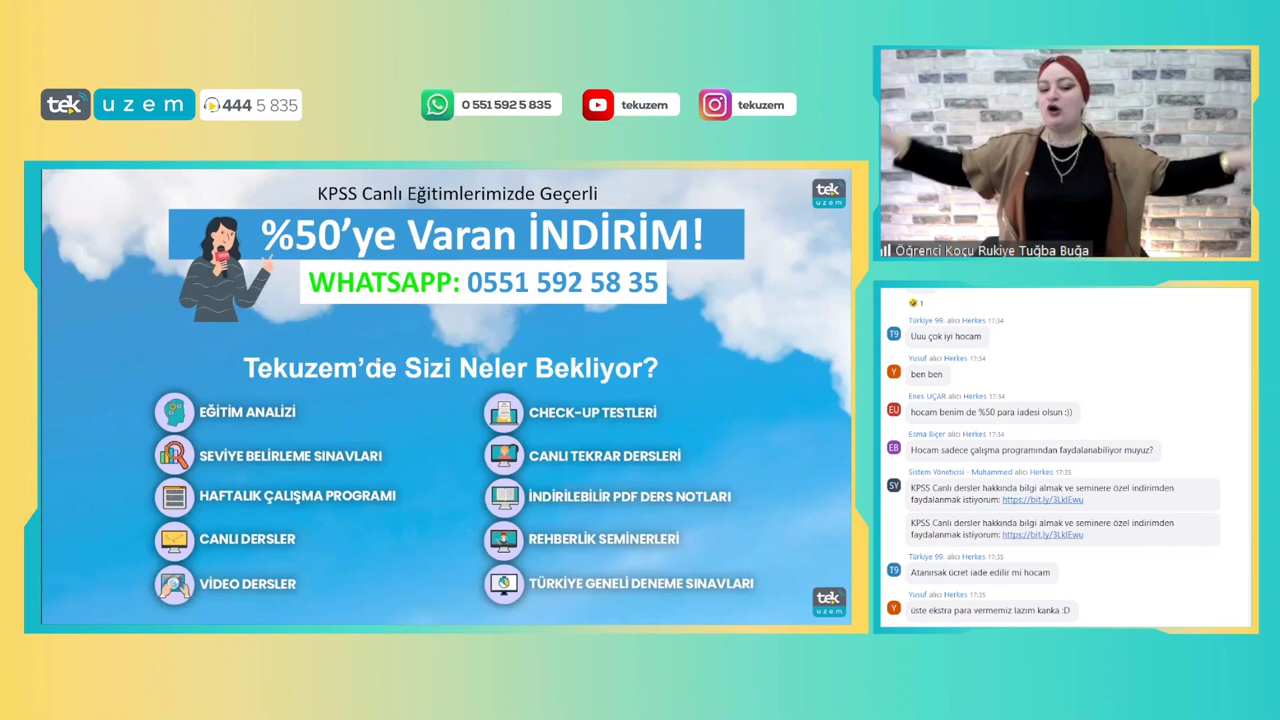 tek uzem 444 5 835
0 551 592 5 835
tekuzem
tekuzem
KPSS Canlı Eğitimlerimizde Geçerli
%50'ye Varan İNDİRİM!
WHATSAPP: 0551 592 58 35
tek
uzem
Tekuzem'de Sizi Neler Bekliyor?
EĞİTİM ANALİZİ
SEVİYE BELİRLEME SINAVLARI
HAFTALIK ÇALIŞMA PROGRAMI
CANLI DERSLER
VİDEO DERSLER
CHECK-UP TESTLERİ
CANLI TEKRAR DERSLERİ
İNDİRİLEBİLİR PDF DERS NOTLARI
REHBERLİK SEMİNERLERİ
TÜRKİYE GENELİ DENEME SINAVLARI
tek
uzem
Öğrenci Koçu Rukiye Tuğba Buğa
1
Türkiye 99. alıcı Herkes 17:34
T9
Uuu çok iyi hocam
Yusuf alıcı Herkes 17:34
Y
ben ben
Enes UÇAR alıcı Herkes 17:34
EU
hocam benim de %50 para iadesi olsun :))
Esma Biçer alıcı Herkes 17:34
EB
Hocam sadece çalışma programından faydalanabiliyor muyuz?
Sistem Yöneticisi - Muhammed alıcı Herkes 17:35
SY
KPSS Canlı dersler hakkında bilgi almak ve seminere özel indirimden
faydalanmak istiyorum: https://bit.ly/3LklEwu
KPSS Canlı dersler hakkında bilgi almak ve seminere özel indirimden
faydalanmak istiyorum: https://bit.ly/3LklEwu
Türkiye 99. alıcı Herkes 17:35
T9
Atanırsak ücret iade edilir mi hocam
Yusuf alıcı Herkes 17:35
Y
üste ekstra para vermemiz lazım kanka :D